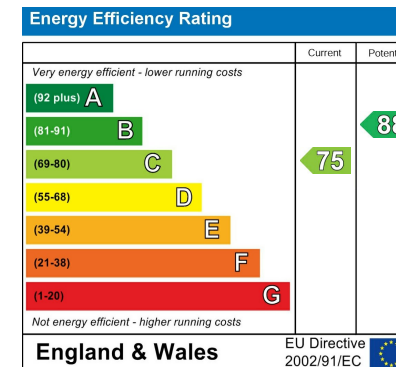 Energy Efficiency Rating
Current
Very energy efficient - lower running costs
(92 plus) A
(81-91) B
88
(69-80) C
75
(55-68) D
(39-54) E
(21-38) F
(1-20) G
Not energy efficient - higher running costs
England & Wales
EU Directive
2002/91/EC